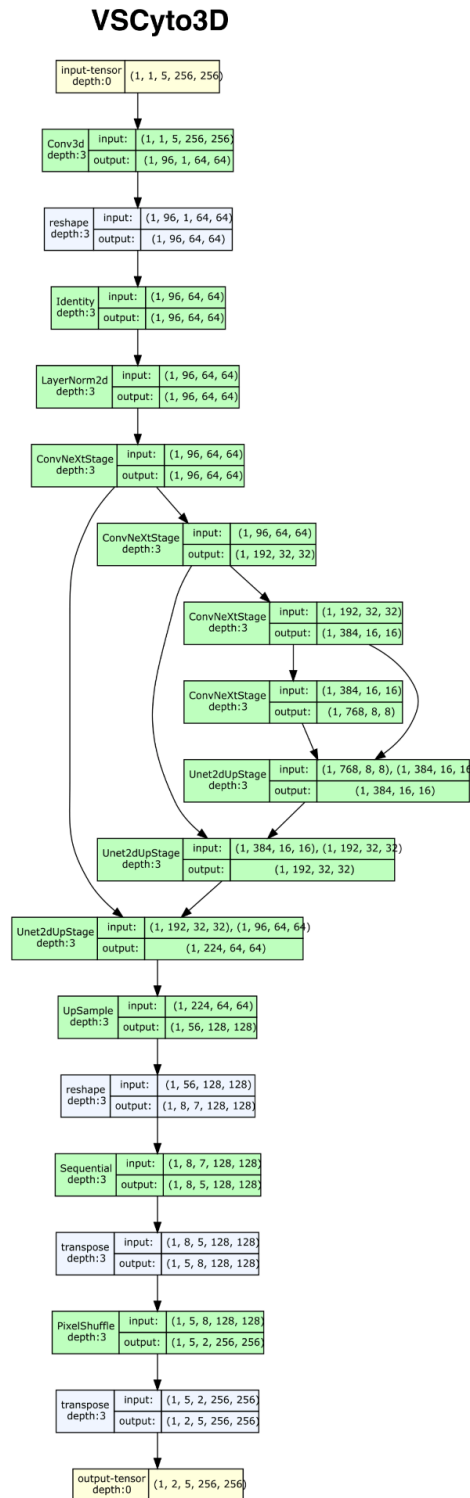 VSCyto3D
input-tensor
depth:0
(1, 1, 5, 256, 256)
Conv3d
depth:3
input:
(1, 1, 5, 256, 256)
output:
(1, 96, 1, 64, 64)
reshape
depth:3
input:
(1, 96, 1, 64, 64)
output:
(1, 96, 64, 64)
Identity
depth:3
input:
(1, 96, 64, 64)
output:
(1, 96, 64, 64)
LayerNorm2d
depth:3
input:
(1, 96, 64, 64)
output:
(1, 96, 64, 64)
ConvNeXtStage
depth:3
input:
(1, 96, 64, 64)
output:
(1, 96, 64, 64)
ConvNeXtStage
depth:3
input:
(1, 96, 64, 64)
output:
(1, 192, 32, 32)
ConvNeXtStage
depth:3
input:
(1, 192, 32, 32)
output:
(1, 384, 16, 16)
ConvNeXtStage
depth:3
input:
(1, 384, 16, 16)
output:
(1, 768, 8, 8)
Unet2dUpStage
depth:3
input:
(1, 768, 8, 8), (1, 384, 16, 16
output:
(1, 384, 16, 16)
Unet2dUpStage
depth:3
input:
(1, 384, 16, 16), (1, 192, 32, 32)
output:
(1, 192, 32, 32)
Unet2dUpStage
depth:3
input:
(1, 192, 32, 32), (1, 96, 64, 64)
output:
(1, 224, 64, 64)
UpSample
depth:3
input:
(1, 224, 64, 64)
output:
(1, 56, 128, 128)
reshape
depth:3
input:
(1, 56, 128, 128)
output:
(1, 8, 7, 128, 128)
Sequential
depth:3
input:
(1, 8, 7, 128, 128)
output:
(1, 8, 5, 128, 128)
transpose
depth:3
input:
(1, 8, 5, 128, 128)
output:
(1, 5, 8, 128, 128)
PixelShuffle
depth:3
input:
(1, 5, 8, 128, 128)
output:
(1, 5, 2, 256, 256)
transpose
depth:3
input:
(1, 5, 2, 256, 256)
output:
(1, 2, 5, 256, 256)
output-tensor
depth:0
(1, 2, 5, 256, 256)